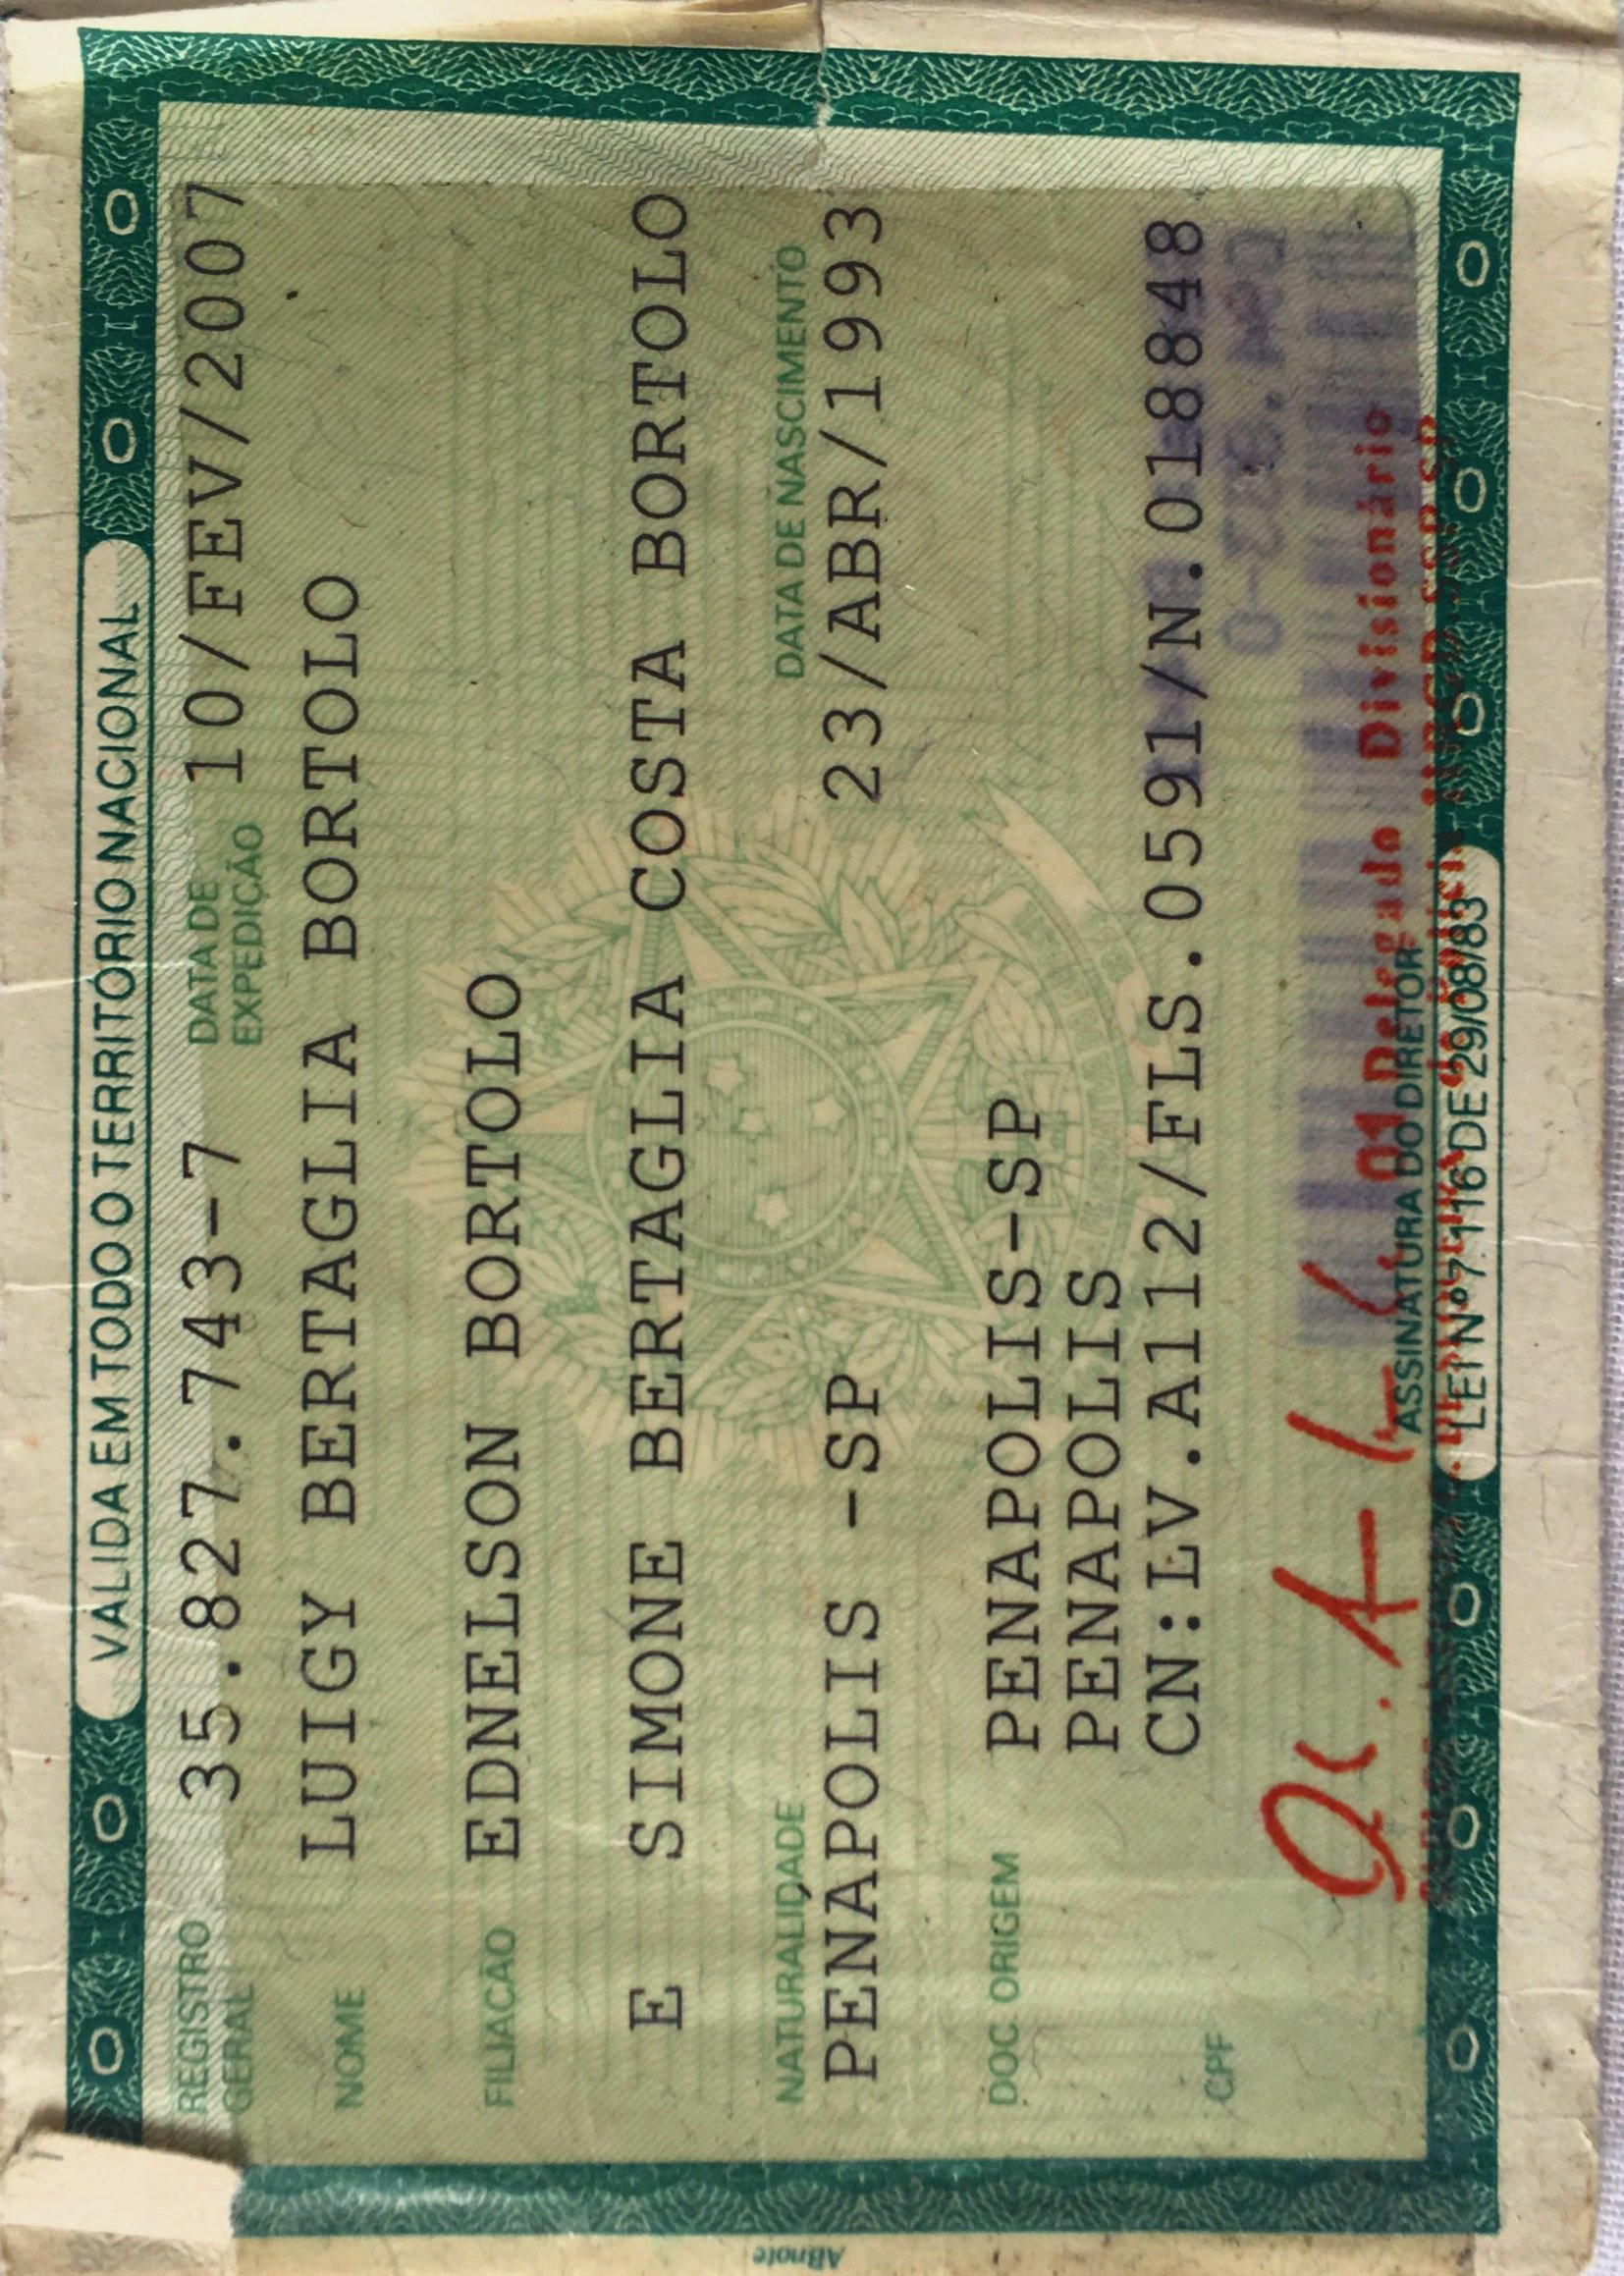 VÁLIDA EM TODO O TERRITÓRIO NACIONAL
REGISTRO GERAL 35.827.743-7 DATA DE EXPEDIÇÃO 10/FEV/2007
NOME LUIGY BERTAGLIA BORTOLO
FILIAÇÃO EDNELSON BORTOLO
E SIMONE BERTAGLIA COSTA BORTOLO
NATURALIDADE DATA DE NASCIMENTO
PENÁPOLIS -SP 23/ABR/1993
DOC ORIGEM PENAPOLIS-SP
PENAPOLIS
CN:LV.A112/FLS.0591/N.018848
CPF
Delegado Divisionário
ASSINATURA DO DIRETOR
LEI Nº 7.116 DE 29/08/83
ABnote